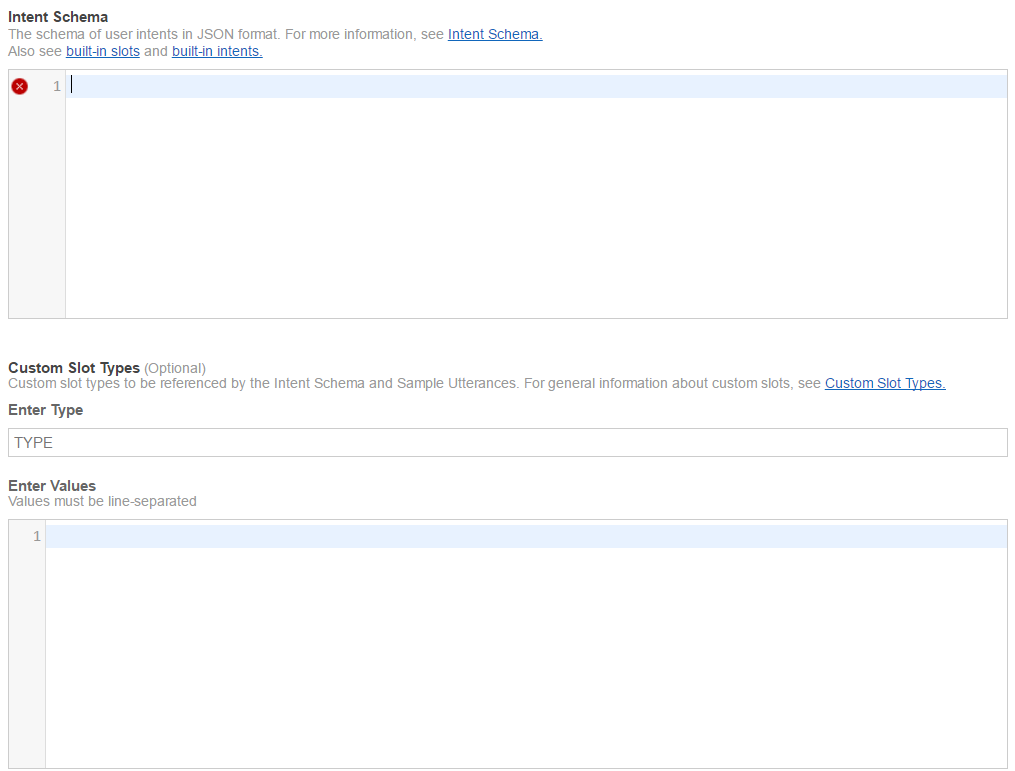 Intent Schema
The schema of user intents in JSON format. For more information, see Intent Schema.
Also see built-in slots and built-in intents.
1
Custom Slot Types (Optional)
Custom slot types to be referenced by the Intent Schema and Sample Utterances. For general information about custom slots, see Custom Slot Types.
Enter Type
TYPE
Enter Values
Values must be line-separated
1